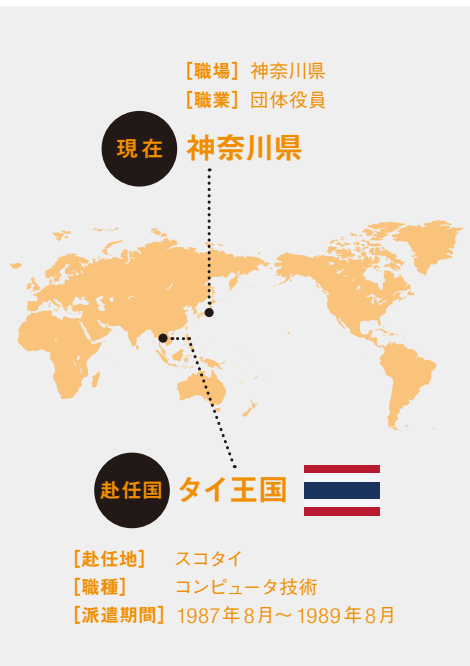 ［職場］神奈川県
［職業］団体役員
現在 神奈川県
赴任国 タイ王国
［赴任地］ スコタイ
［職種］ コンピュータ技術
［派遣期間］ 1987年8月～1989年8月